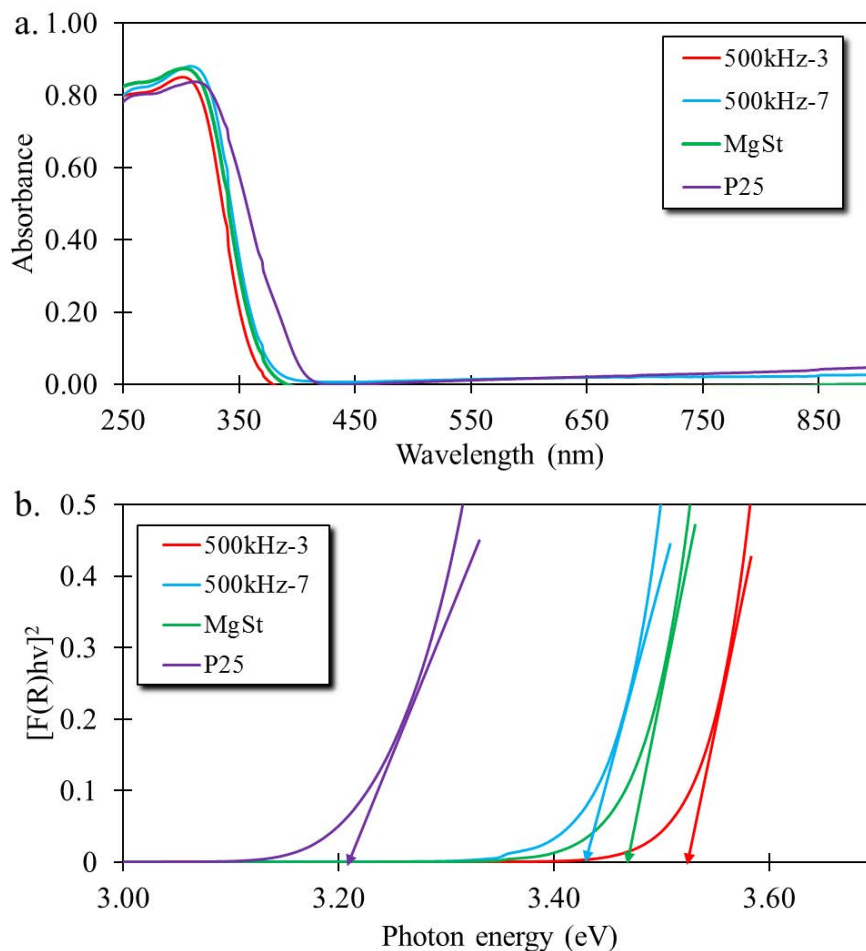 a.
1.00
0.80
0.60
0.40
0.20
0.00
Absorbance
500kHz-3
500kHz-7
MgSt
P25
250 350 450 550 650 750 850
Wavelength (nm)
b.
0.5
0.4
0.3
0.2
0.1
0
[F(R)hv]²
500kHz-3
500kHz-7
MgSt
P25
3.00 3.20 3.40 3.60
Photon energy (eV)